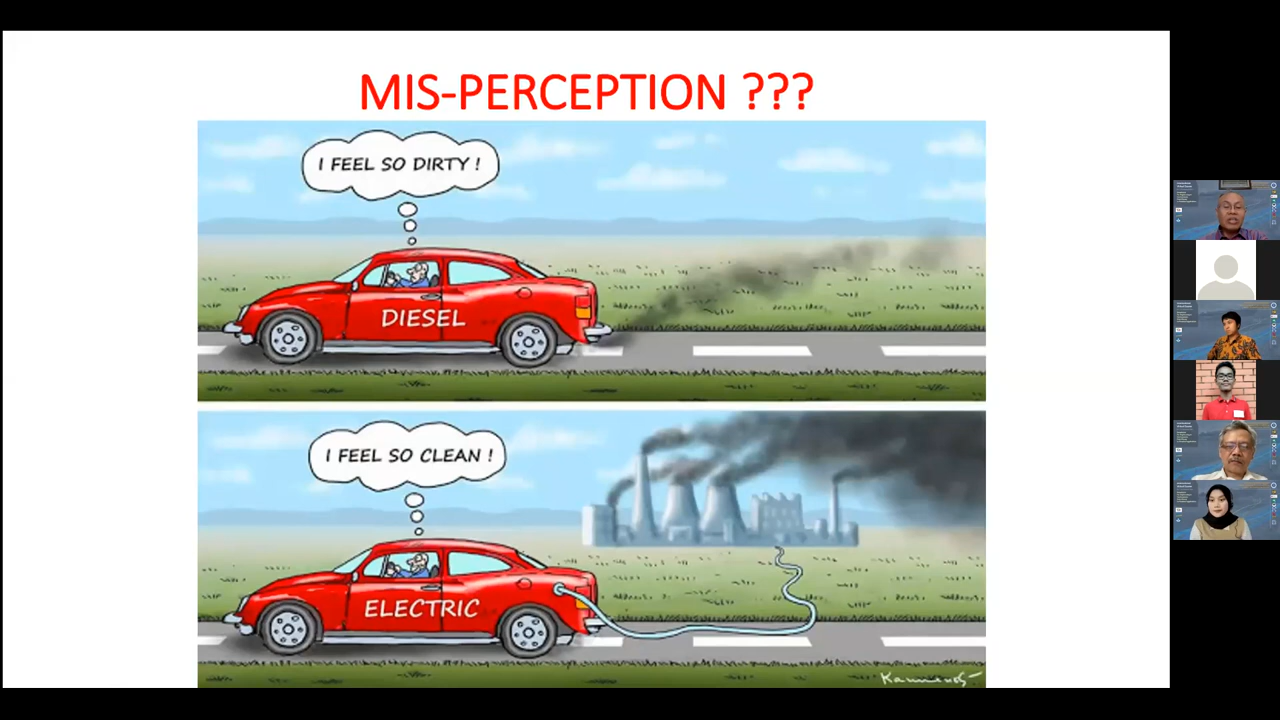 MIS-PERCEPTION ???
I FEEL SO DIRTY !
DIESEL
I FEEL SO CLEAN !
ELECTRIC